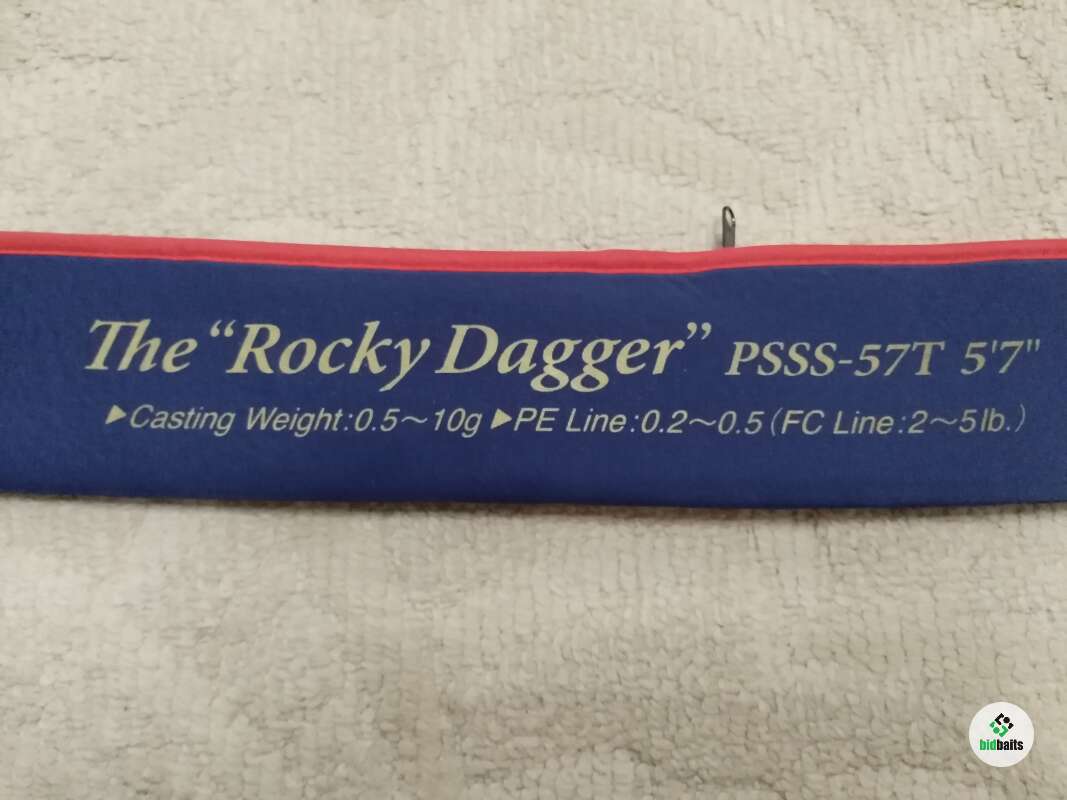 The “Rocky Dagger” PSSS-57T 5'7"
▶Casting Weight:0.5～10g ▶PE Line:0.2～0.5 (FC Line:2～5lb.)
bidbaits